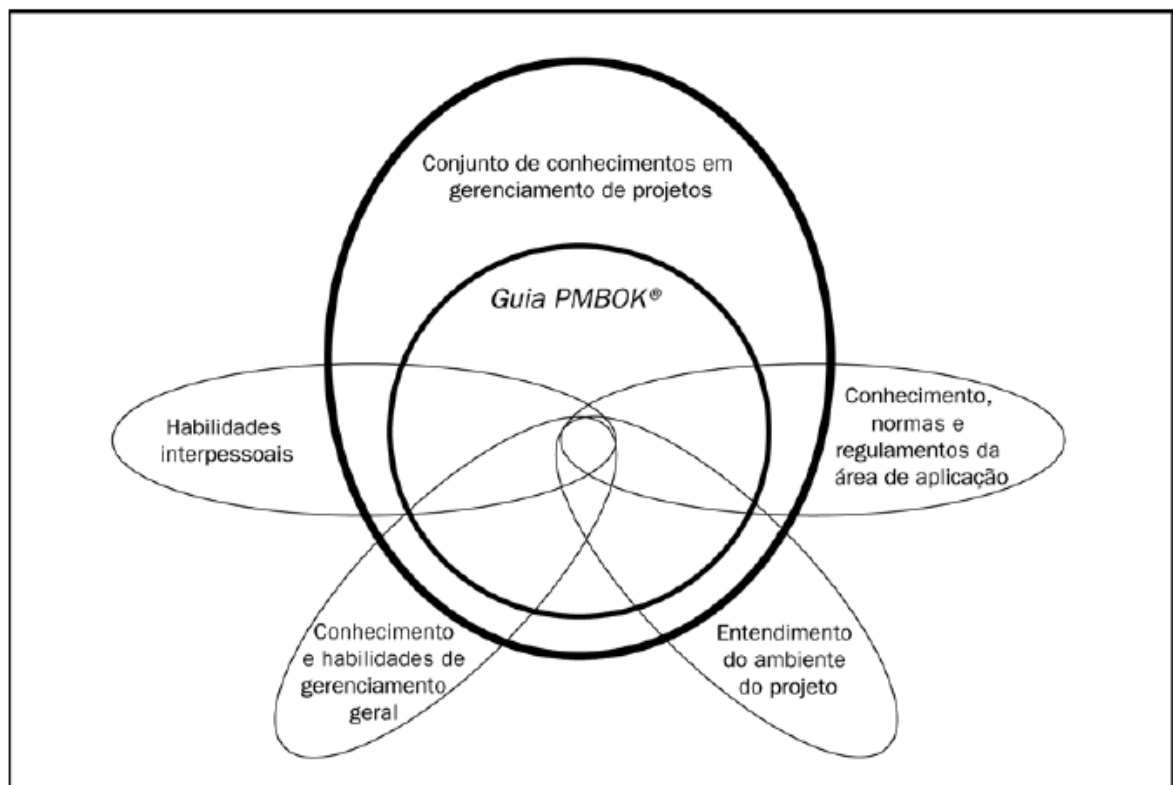 Conjunto de conhecimentos em
gerenciamento de projetos
Guia PMBOK®
Habilidades
interpessoais
Conhecimento,
normas e
regulamentos da
área de aplicação
Conhecimento
e habilidades de
gerenciamento
geral
Entendimento
do ambiente
do projeto